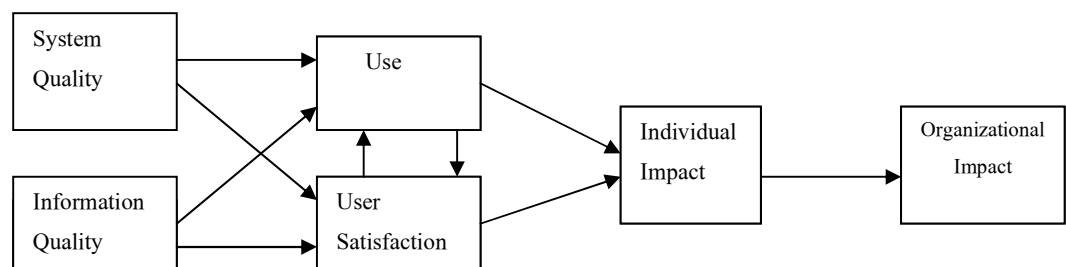 System
Quality
Use
Information
Quality
User
Satisfaction
Individual
Impact
Organizational
Impact